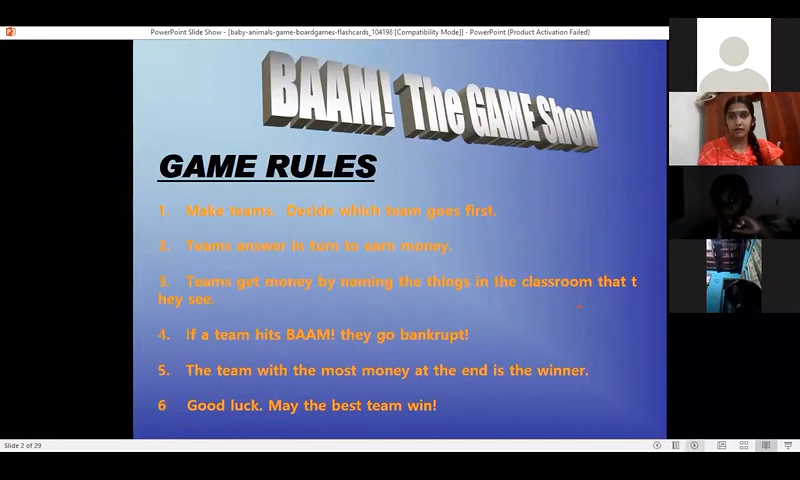 PowerPoint Slide Show - [baby-animals-game-boardgames-flashcards_104198 [Compatibility Mode]] - PowerPoint (Product Activation Failed)
BAAM! The GAME Show
GAME RULES
1. Make teams. Decide which team goes first.
2. Teams answer in turn to earn money.
3. Teams get money by naming the things in the classroom that t
hey see.
4. If a team hits BAAM! they go bankrupt!
5. The team with the most money at the end is the winner.
6 Good luck. May the best team win!
Slide 2 of 29